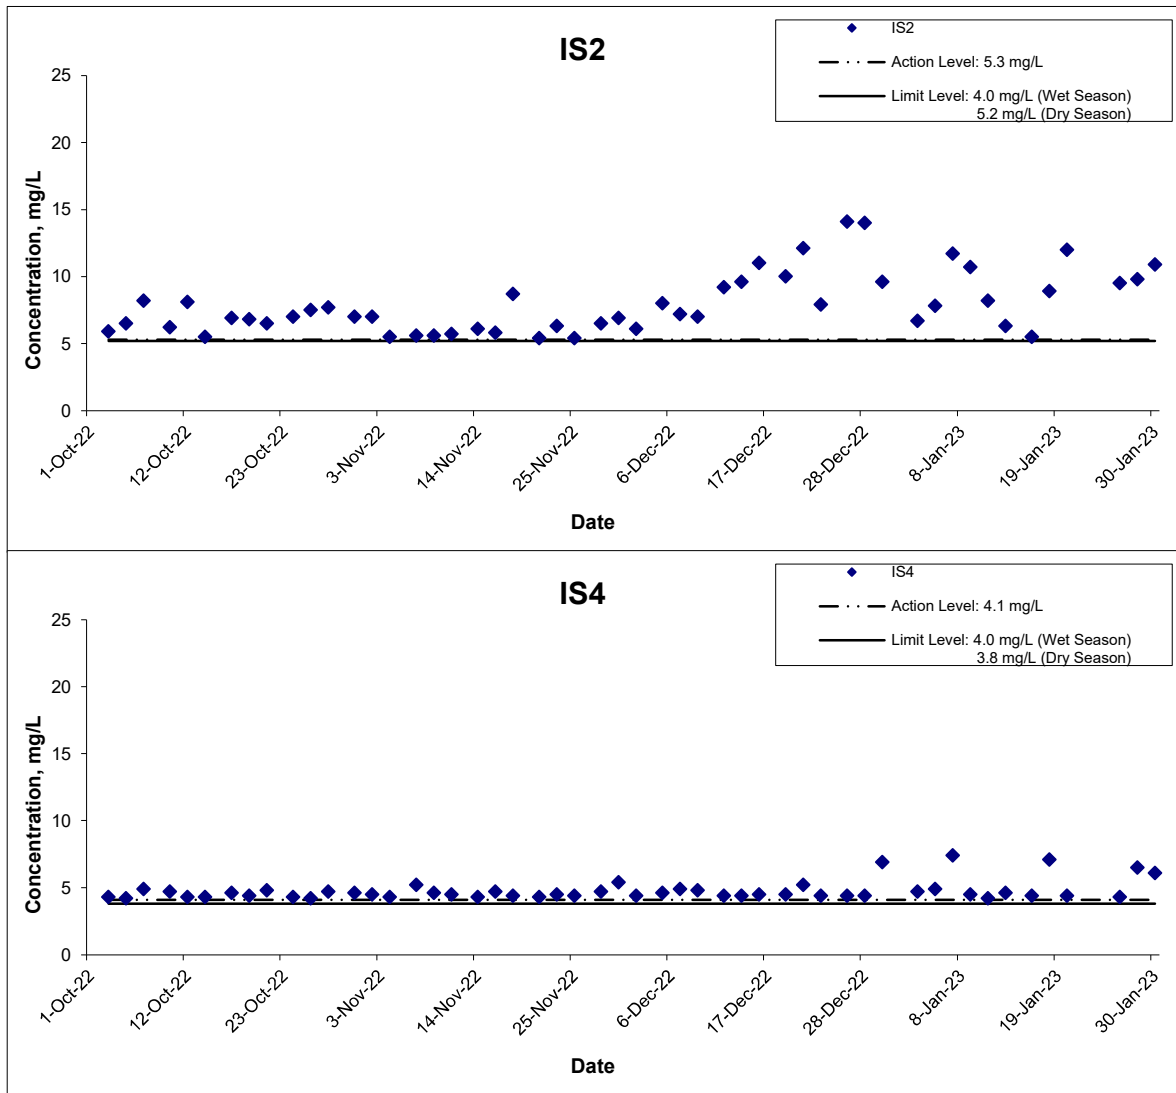 IS2
IS2
Action Level: 5.3 mg/L
Limit Level: 4.0 mg/L (Wet Season)
5.2 mg/L (Dry Season)
Concentration, mg/L
25
20
15
10
5
0
1-Oct-22
12-Oct-22
23-Oct-22
3-Nov-22
14-Nov-22
25-Nov-22
6-Dec-22
17-Dec-22
28-Dec-22
8-Jan-23
19-Jan-23
30-Jan-23
Date
IS4
IS4
Action Level: 4.1 mg/L
Limit Level: 4.0 mg/L (Wet Season)
3.8 mg/L (Dry Season)
Concentration, mg/L
25
20
15
10
5
0
1-Oct-22
12-Oct-22
23-Oct-22
3-Nov-22
14-Nov-22
25-Nov-22
6-Dec-22
17-Dec-22
28-Dec-22
8-Jan-23
19-Jan-23
30-Jan-23
Date